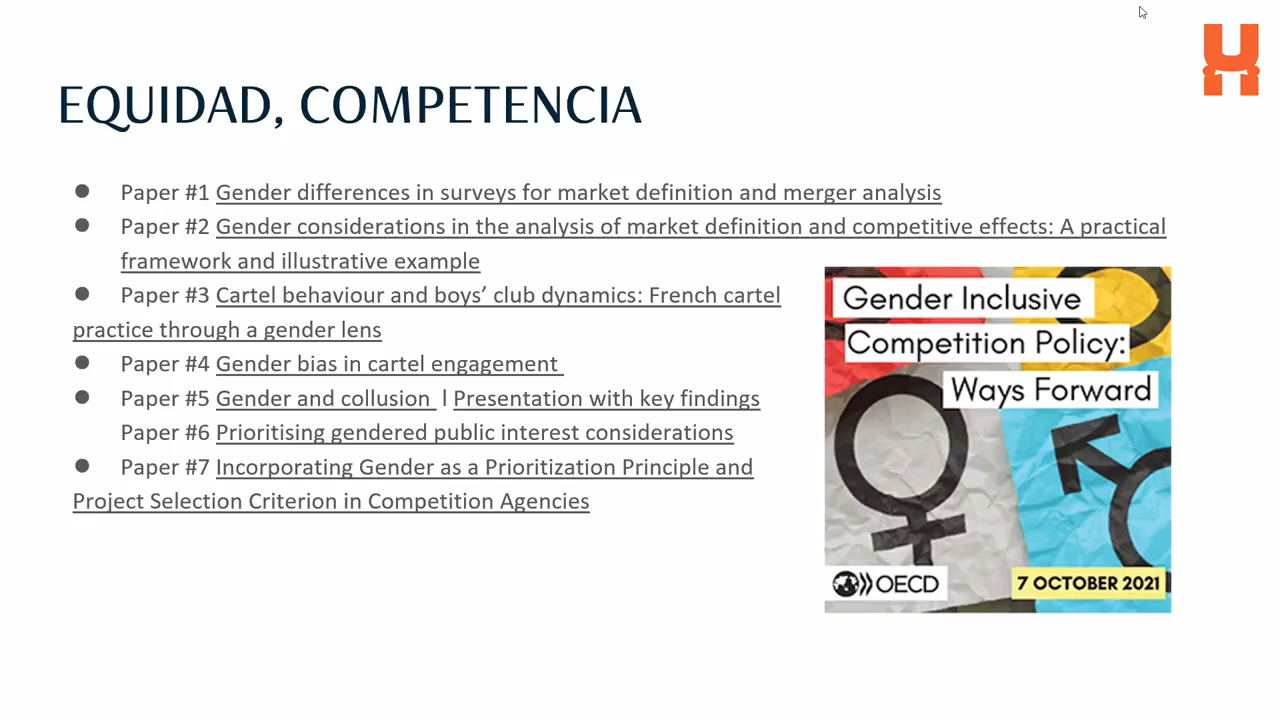 EQUIDAD, COMPETENCIA
● Paper #1 Gender differences in surveys for market definition and merger analysis
● Paper #2 Gender considerations in the analysis of market definition and competitive effects: A practical
framework and illustrative example
● Paper #3 Cartel behaviour and boys’ club dynamics: French cartel
practice through a gender lens
● Paper #4 Gender bias in cartel engagement
● Paper #5 Gender and collusion l Presentation with key findings
Paper #6 Prioritising gendered public interest considerations
● Paper #7 Incorporating Gender as a Prioritization Principle and
Project Selection Criterion in Competition Agencies
Gender Inclusive
Competition Policy:
Ways Forward
OECD
7 OCTOBER 2021